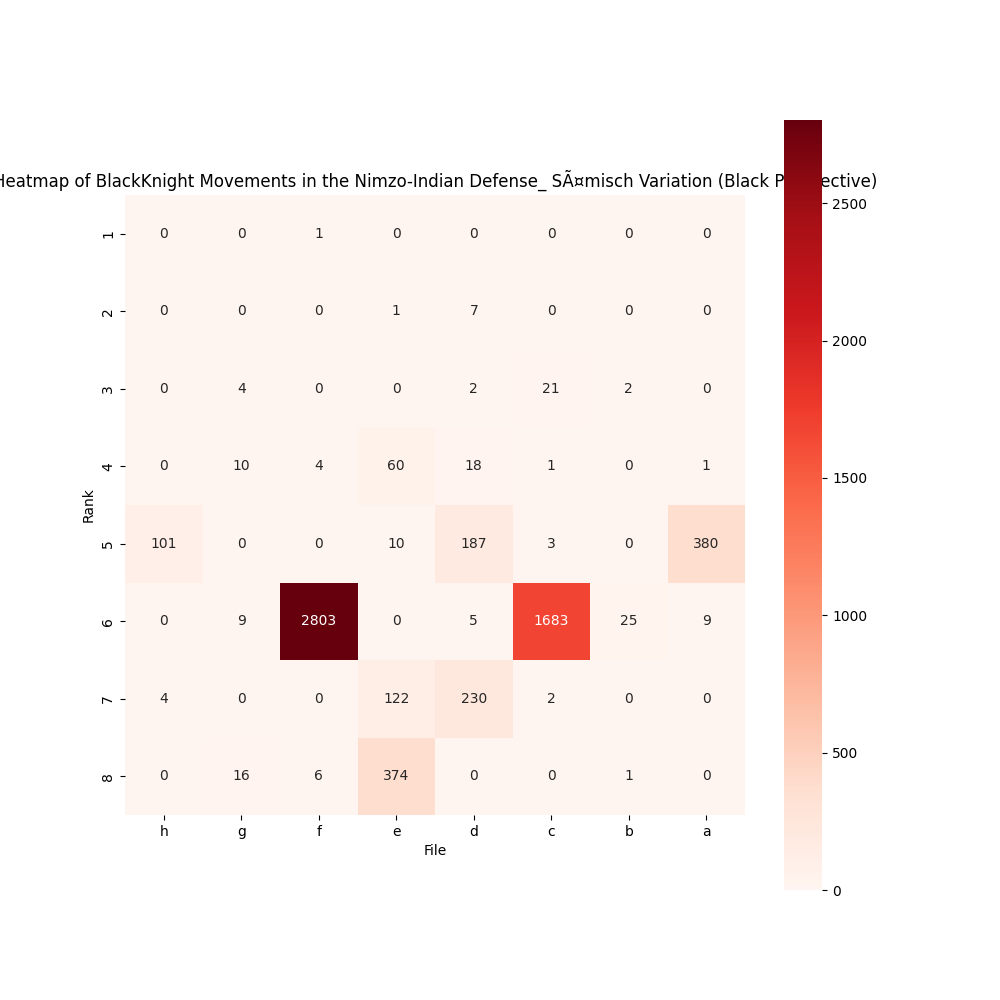 Heatmap of BlackKnight Movements in the Nimzo-Indian Defense_ SÃ¤misch Variation (Black P
ective)
2500
2000
1500
1000
500
0
Rank
1 0 0 1 0 0 0 0 0
2 0 0 0 1 7 0 0 0
3 0 4 0 0 2 21 2 0
4 0 10 4 60 18 1 0 1
5 101 0 0 10 187 3 0 380
6 0 9 2803 0 5 1683 25 9
7 4 0 0 122 230 2 0 0
8 0 16 6 374 0 0 1 0
h g f e d c b a
File